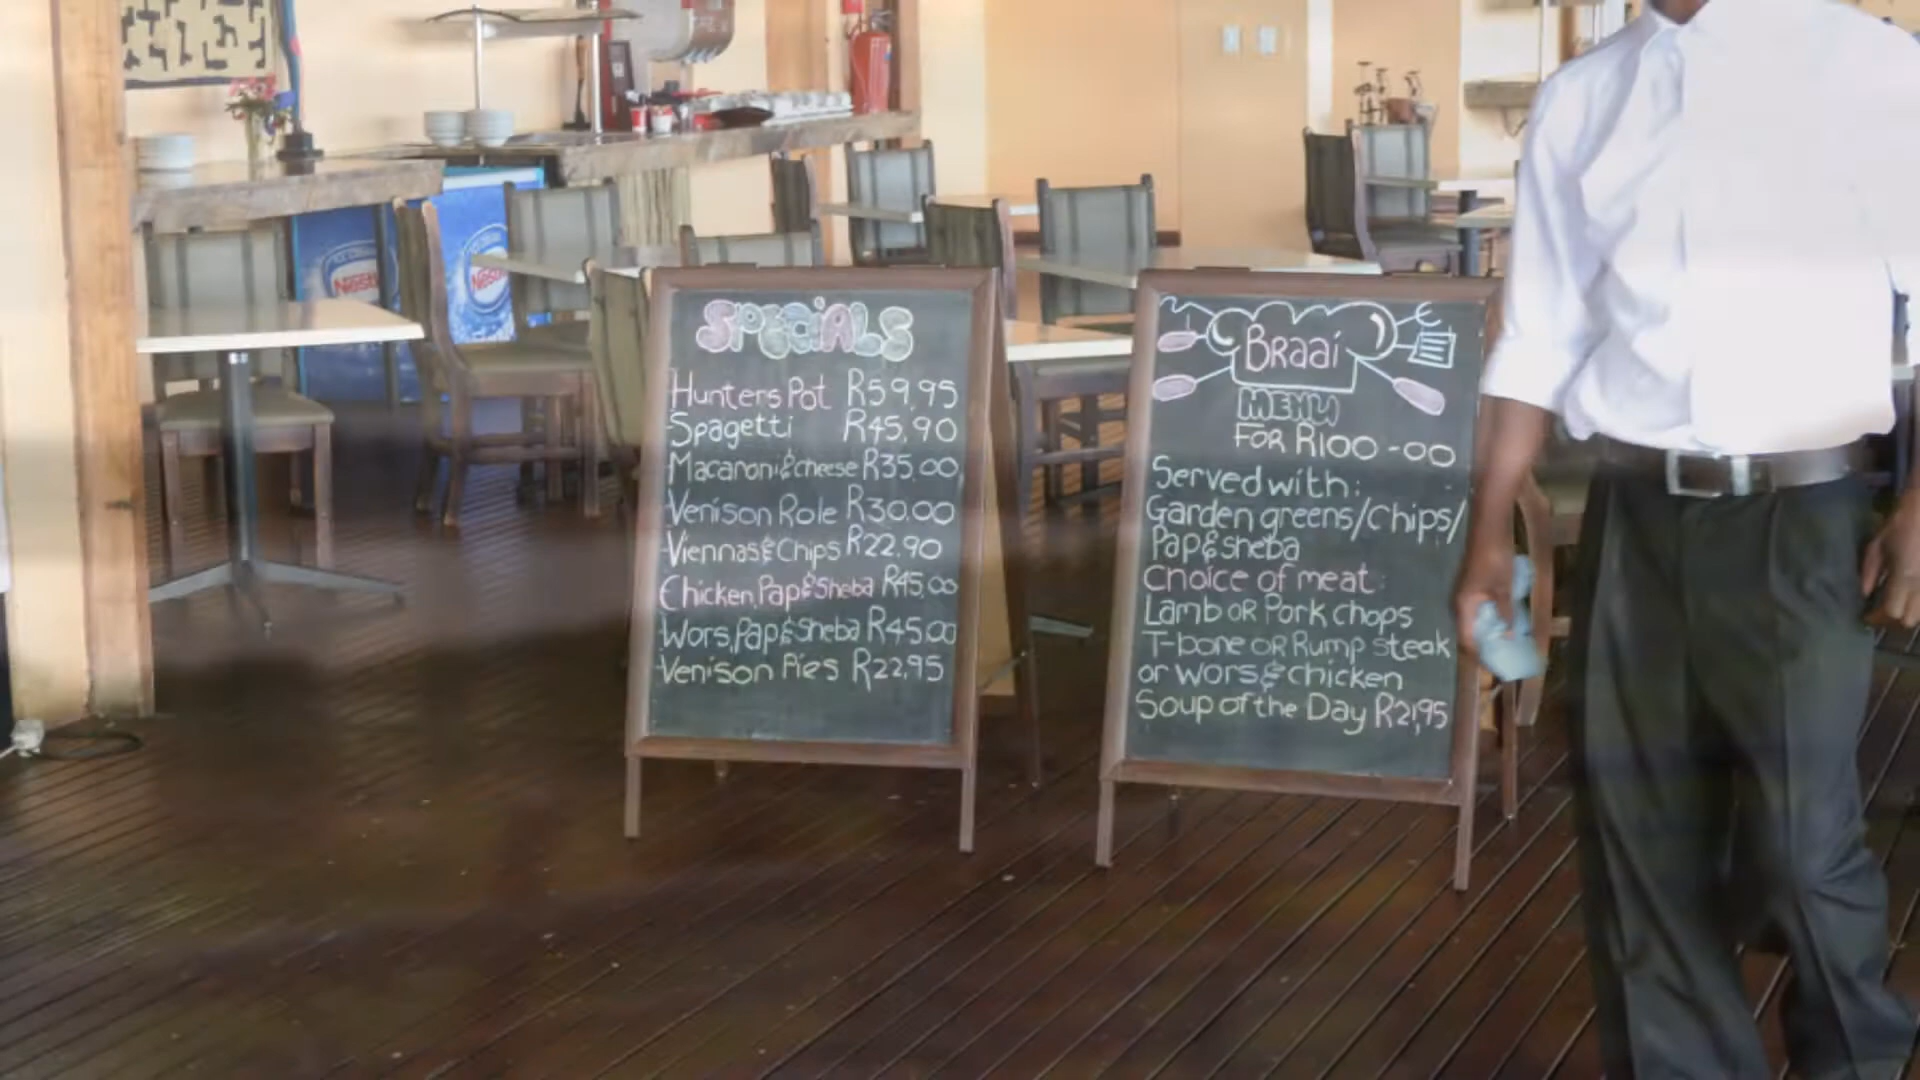 SPECIALS
Hunters Pot R59,95
Spagetti R45,90
Macaroni & cheese R35.00
Venison Role R30.00
Viennas & Chips R22.90
Chicken, Pap & Sheba R45,00
Wors, Pap & Sheba R45.00
Venison Pies R22,95
Braai
MENU
FOR R100-00
Served with:
Garden greens/Chips/
Pap & sheba
Choice of meat:
Lamb OR Pork chops
T-bone OR Rump steak
or wors & chicken
Soup of the Day R21,95
Nestlé
Nestlé